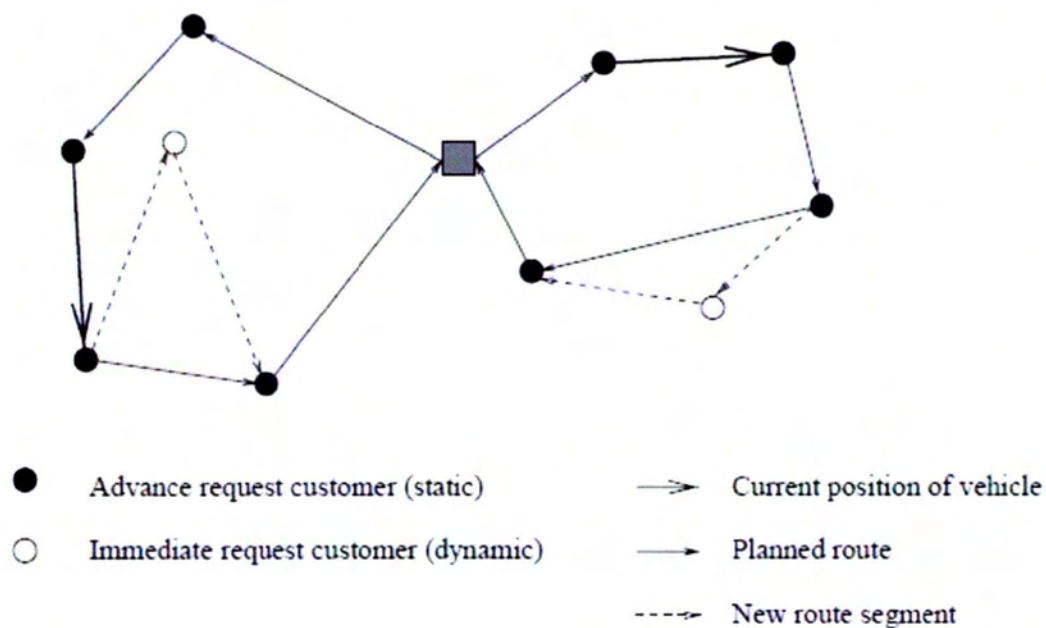 Advance request customer (static)
Current position of vehicle
Immediate request customer (dynamic)
Planned route
New route segment